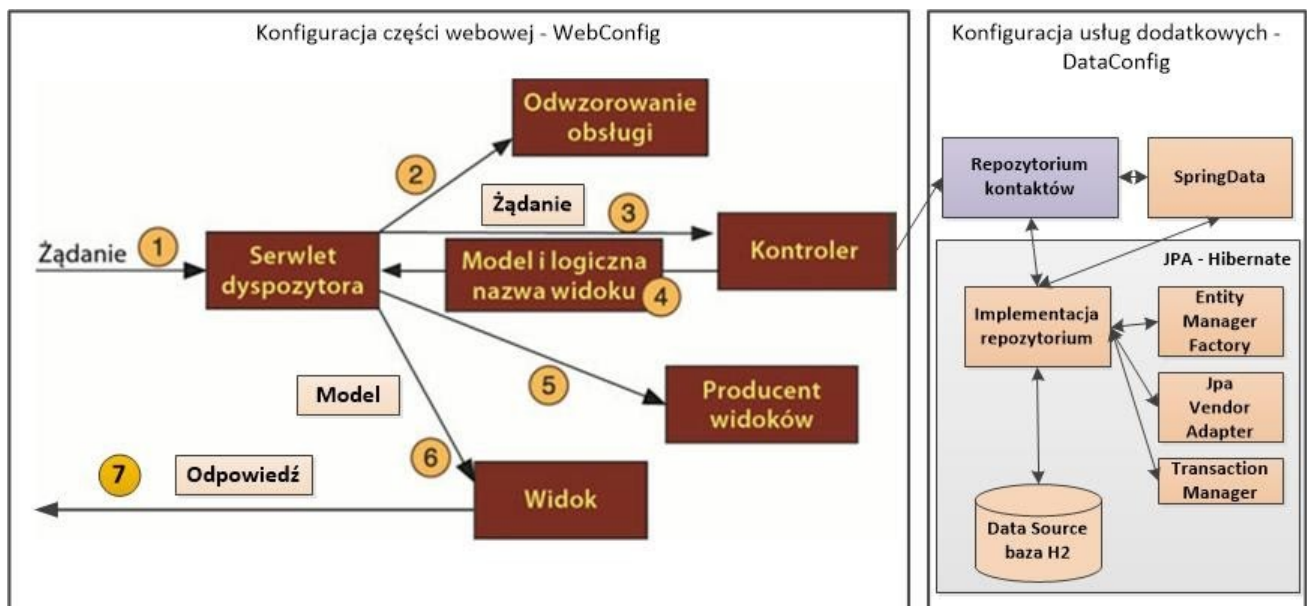 Konfiguracja części webowej - WebConfig
Odwzorowanie
obsługi
2
Żądanie
3
Żądanie
1
Serwlet
dyspozytora
Model i logiczna
nazwa widoku
4
Kontroler
Model
5
Producent
widoków
6
7
Odpowiedź
Widok
Konfiguracja usług dodatkowych -
DataConfig
Repozytorium
kontaktów
SpringData
JPA - Hibernate
Implementacja
repozytorium
Entity
Manager
Factory
Jpa
Vendor
Adapter
Transaction
Manager
Data Source
baza H2